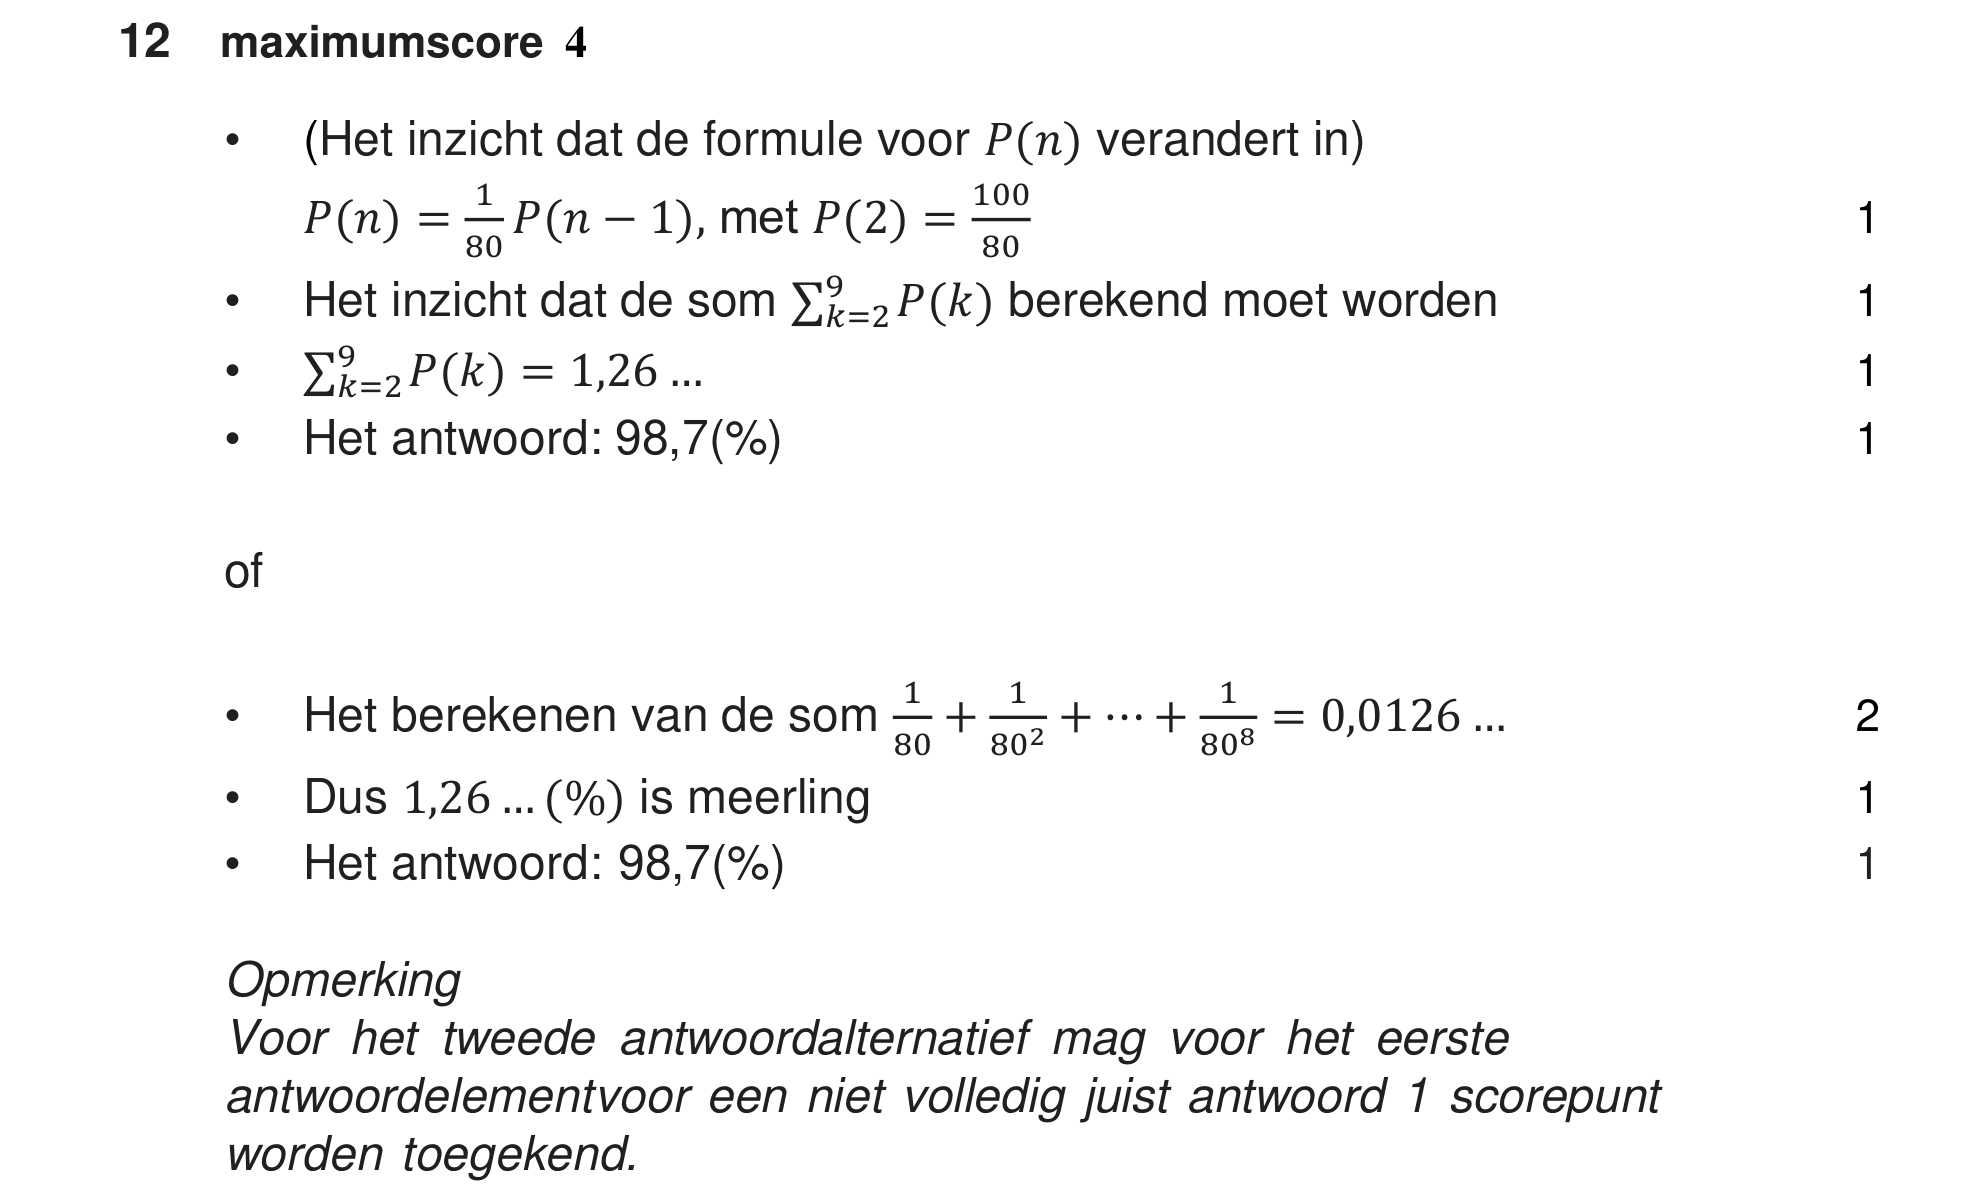 12 maximumscore 4
• (Het inzicht dat de formule voor P(n) verandert in)
P(n) = 1/80 P(n − 1), met P(2) = 100/80 1
• Het inzicht dat de som ∑⁹ₖ₌₂ P(k) berekend moet worden 1
• ∑⁹ₖ₌₂ P(k) = 1,26 ... 1
• Het antwoord: 98,7(%) 1
of
• Het berekenen van de som 1/80 + 1/80² + ⋯ + 1/80⁸ = 0,0126 ... 2
• Dus 1,26 ... (%) is meerling 1
• Het antwoord: 98,7(%) 1
Opmerking
Voor het tweede antwoordalternatief mag voor het eerste
antwoordelementvoor een niet volledig juist antwoord 1 scorepunt
worden toegekend.